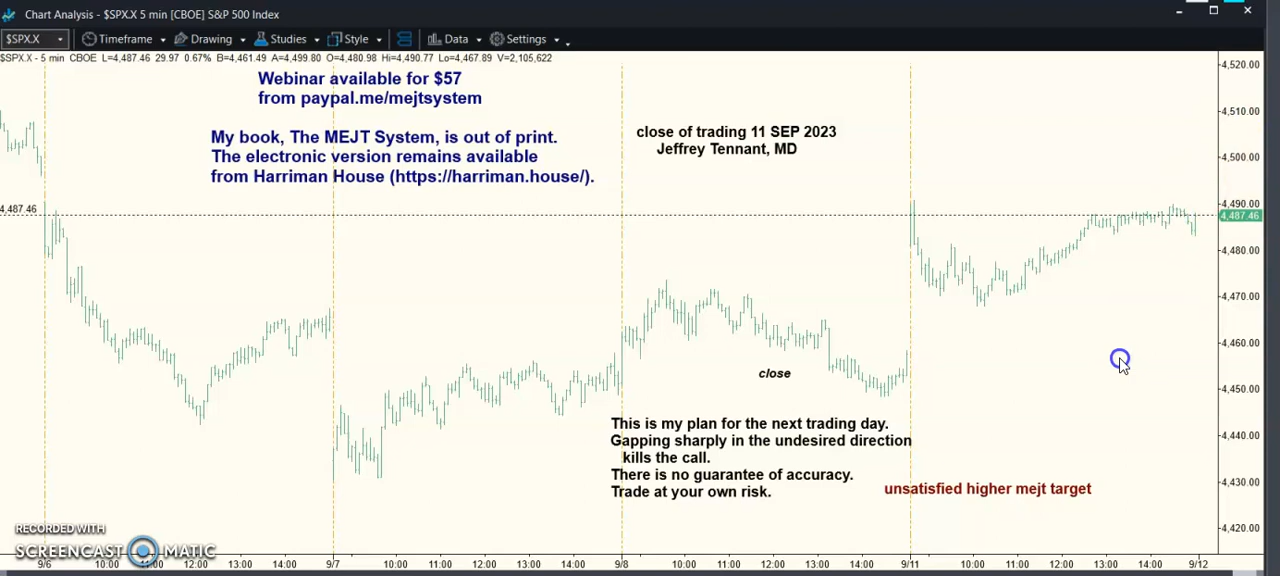 Chart Analysis - $SPX.X 5 min [CBOE] S&P 500 Index
$SPX.X Timeframe Drawing Studies Style Data Settings
$SPX.X - 5 min CBOE L=4,487.46 29.97 0.67% B=4,461.49 A=4,499.80 O=4,480.98 Hi=4,490.77 Lo=4,467.89 V=2,105,622
Webinar available for $57
from paypal.me/mejtsystem
My book, The MEJT System, is out of print.
The electronic version remains available
from Harriman House (https://harriman.house/).
close of trading 11 SEP 2023
Jeffrey Tennant, MD
4,487.46
close
This is my plan for the next trading day.
Gapping sharply in the undesired direction
kills the call.
There is no guarantee of accuracy.
Trade at your own risk.
unsatisfied higher mejt target
4,520.00
4,510.00
4,500.00
4,490.00
4,487.46
4,480.00
4,470.00
4,460.00
4,450.00
4,440.00
4,430.00
4,420.00
RECORDED WITH
SCREENCAST MATIC
9/6 10:00 11:00 12:00 13:00 14:00 9/7 10:00 11:00 12:00 13:00 14:00 9/8 10:00 11:00 12:00 13:00 14:00 9/11 10:00 11:00 12:00 13:00 14:00 9/12